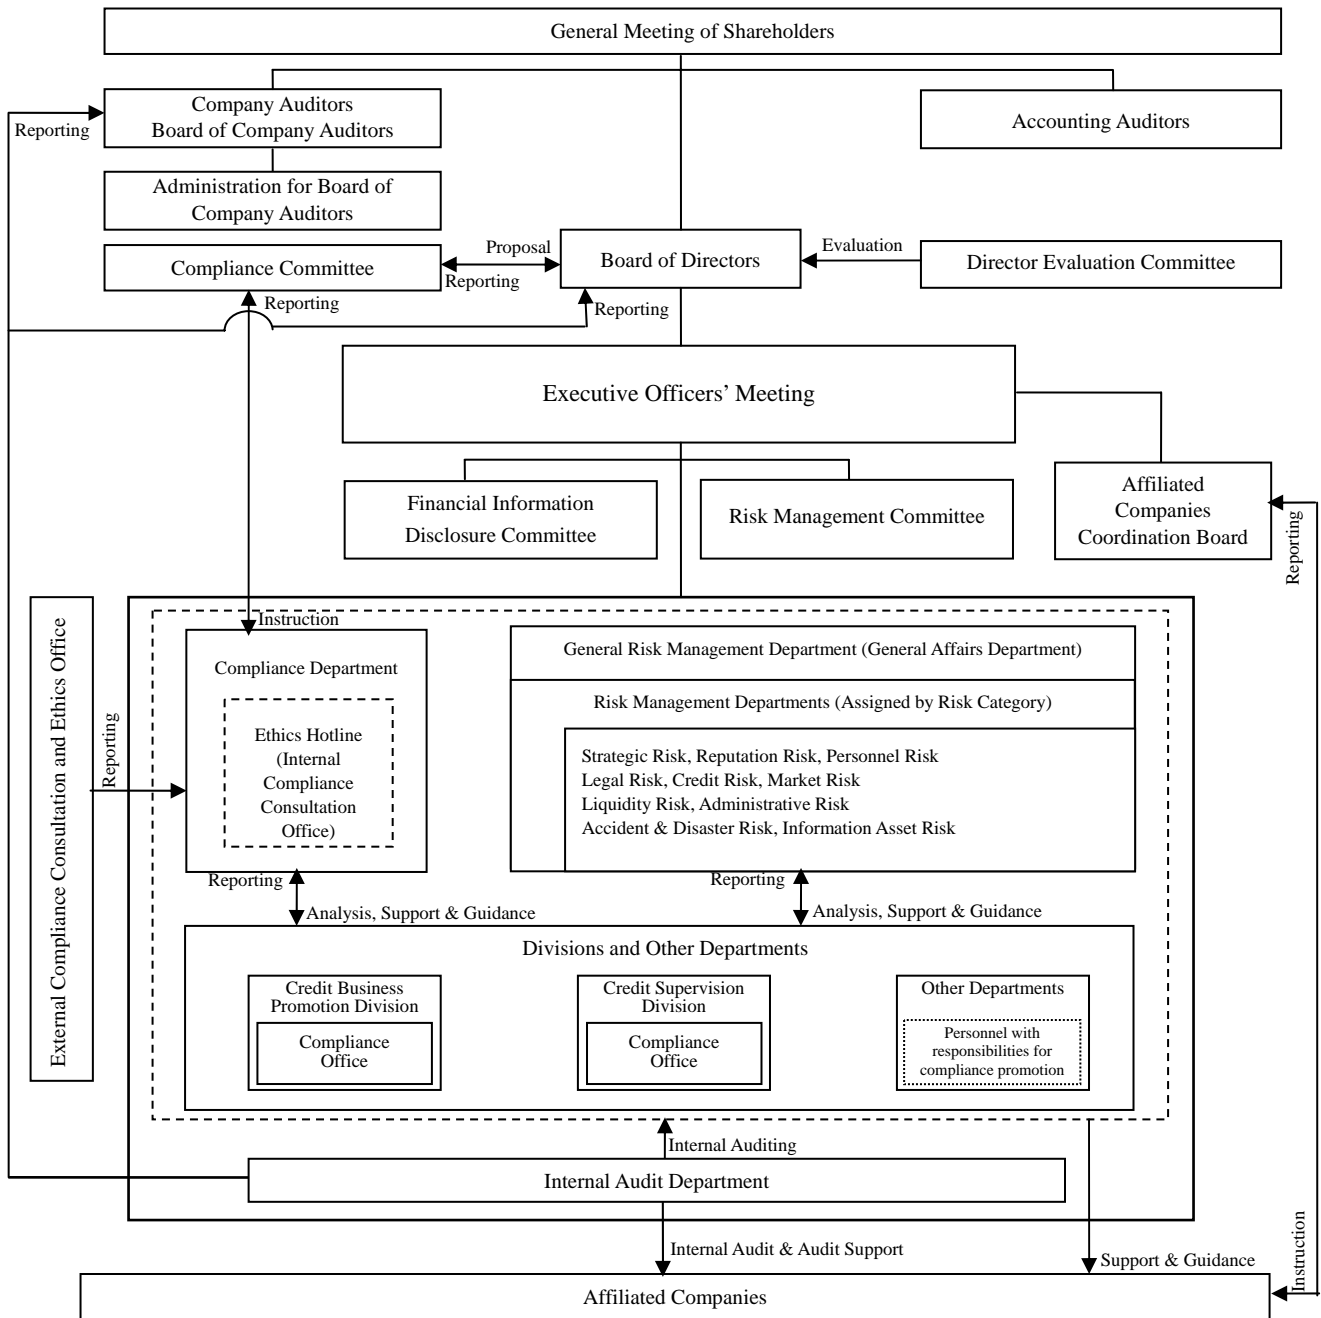 General Meeting of Shareholders
Company Auditors
Board of Company Auditors
Accounting Auditors
Reporting
Administration for Board of
Company Auditors
Proposal
Evaluation
Compliance Committee
Board of Directors
Director Evaluation Committee
Reporting
Reporting
Reporting
Executive Officers’ Meeting
Financial Information
Disclosure Committee
Risk Management Committee
Affiliated
Companies
Coordination Board
Reporting
External Compliance Consultation and Ethics Office
Reporting
Instruction
Compliance Department
Ethics Hotline
(Internal
Compliance
Consultation
Office)
General Risk Management Department (General Affairs Department)
Risk Management Departments (Assigned by Risk Category)
Strategic Risk, Reputation Risk, Personnel Risk
Legal Risk, Credit Risk, Market Risk
Liquidity Risk, Administrative Risk
Accident & Disaster Risk, Information Asset Risk
Reporting
Analysis, Support & Guidance
Reporting
Analysis, Support & Guidance
Divisions and Other Departments
Credit Business
Promotion Division
Compliance
Office
Credit Supervision
Division
Compliance
Office
Other Departments
Personnel with
responsibilities for
compliance promotion
Internal Auditing
Internal Audit Department
Internal Audit & Audit Support
Support & Guidance
Instruction
Affiliated Companies